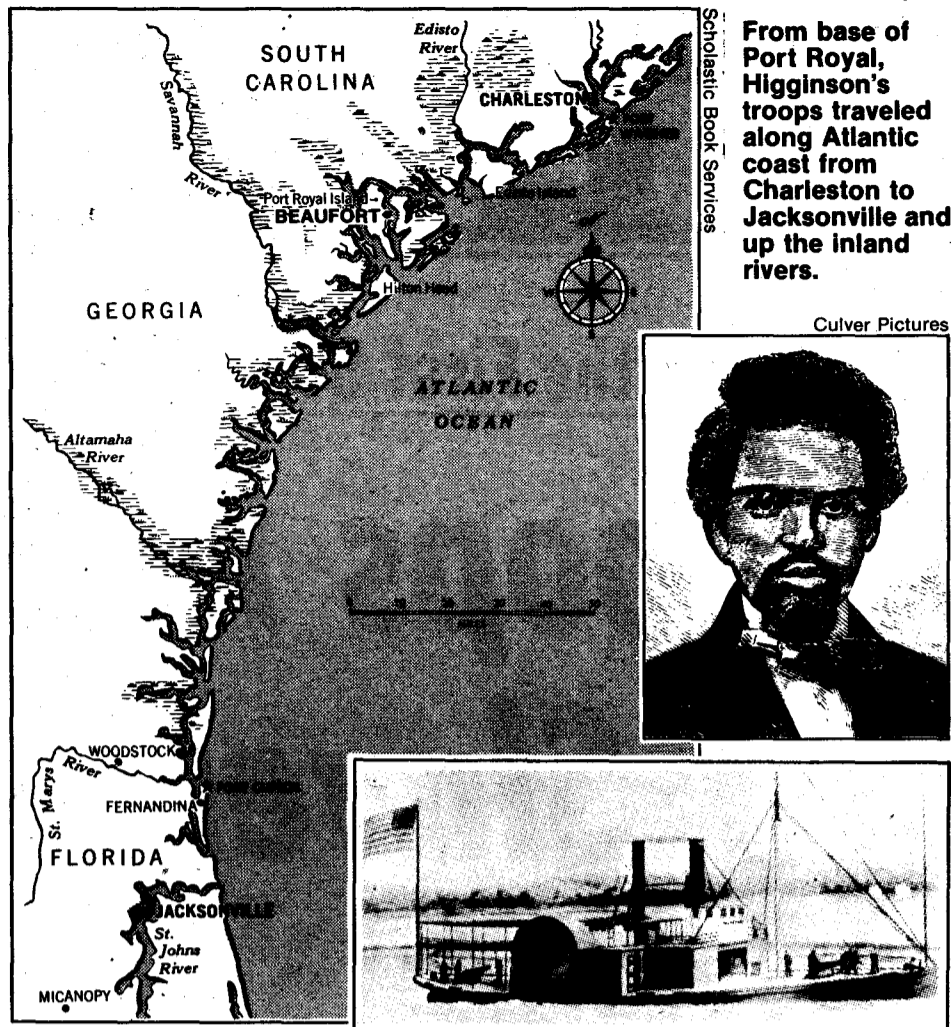 SOUTH
CAROLINA
Edisto
River
CHARLESTON
Savannah
River
Port Royal Island
BEAUFORT
Edisto Island
Hilton Head
GEORGIA
ATLANTIC
OCEAN
Altamaha
River
WOODSTOCK
St. Marys River
FERNANDINA
FLORIDA
JACKSONVILLE
St.
Johns
River
MICANOPY
Scholastic Book Services
From base of
Port Royal,
Higginson's
troops traveled
along Atlantic
coast from
Charleston to
Jacksonville and
up the inland
rivers.
Culver Pictures